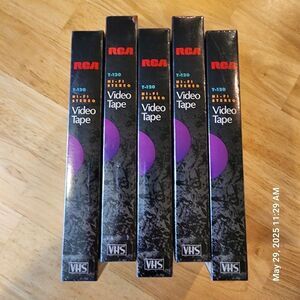 RCA
T-120
HI-FI
STEREO
Video
Tape
VHS
RCA
T-120
HI-FI
STEREO
Video
Tape
VHS
RCA
T-120
HI-FI
STEREO
Video
Tape
VHS
RCA
T-120
HI-FI
STEREO
Video
Tape
VHS
RCA
T-120
HI-FI
STEREO
Video
Tape
VHS
May 29, 2025 11:29 AM